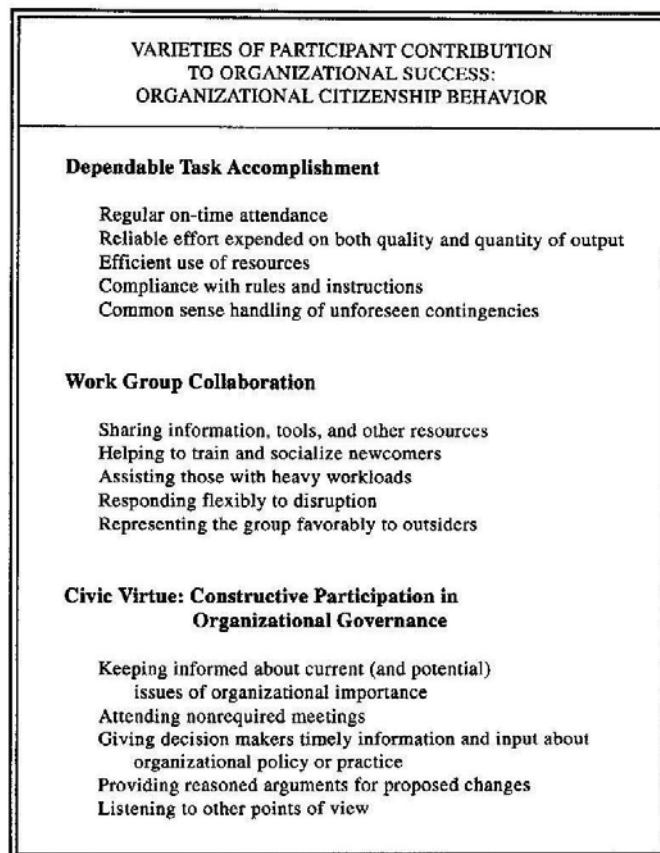 VARIETIES OF PARTICIPANT CONTRIBUTION
TO ORGANIZATIONAL SUCCESS:
ORGANIZATIONAL CITIZENSHIP BEHAVIOR
Dependable Task Accomplishment
Regular on-time attendance
Reliable effort expended on both quality and quantity of output
Efficient use of resources
Compliance with rules and instructions
Common sense handling of unforeseen contingencies
Work Group Collaboration
Sharing information, tools, and other resources
Helping to train and socialize newcomers
Assisting those with heavy workloads
Responding flexibly to disruption
Representing the group favorably to outsiders
Civic Virtue: Constructive Participation in
Organizational Governance
Keeping informed about current (and potential)
issues of organizational importance
Attending nonrequired meetings
Giving decision makers timely information and input about
organizational policy or practice
Providing reasoned arguments for proposed changes
Listening to other points of view